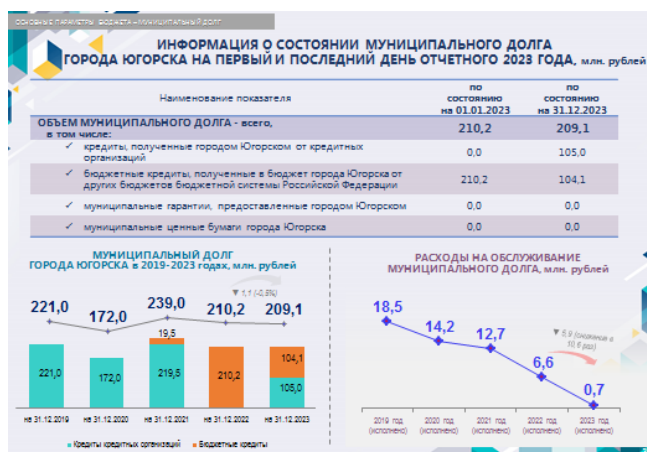 ОСНОВНЫЕ ПАРАМЕТРЫ БЮДЖЕТА – МУНИЦИПАЛЬНЫЙ ДОЛГ
ИНФОРМАЦИЯ О СОСТОЯНИИ МУНИЦИПАЛЬНОГО ДОЛГА
ГОРОДА ЮГОРСКА НА ПЕРВЫЙ И ПОСЛЕДНИЙ ДЕНЬ ОТЧЕТНОГО 2023 ГОДА, млн. рублей
Наименование показателя
по состоянию на 01.01.2023
по состоянию на 31.12.2023
ОБЪЕМ МУНИЦИПАЛЬНОГО ДОЛГА - всего, 210,2 209,1
в том числе:
✓ кредиты, полученные городом Югорском от кредитных 0,0 105,0
организаций
✓ бюджетные кредиты, полученные в бюджет города Югорска от 210,2 104,1
других бюджетов бюджетной системы Российской Федерации
✓ муниципальные гарантии, предоставленные городом Югорском 0,0 0,0
✓ муниципальные ценные бумаги города Югорска 0,0 0,0
МУНИЦИПАЛЬНЫЙ ДОЛГ
ГОРОДА ЮГОРСКА в 2019-2023 годах, млн. рублей
▼ 1,1 (-0,5%)
221,0 172,0 239,0 210,2 209,1
19,5
221,0 172,0 219,5 210,2 104,1
105,0
на 31.12.2019 на 31.12.2020 на 31.12.2021 на 31.12.2022 на 31.12.2023
Кредиты кредитных организаций Бюджетные кредиты
РАСХОДЫ НА ОБСЛУЖИВАНИЕ
МУНИЦИПАЛЬНОГО ДОЛГА, млн. рублей
18,5 14,2 12,7 6,6 0,7
▼ 5,9 (снижение в
раз)
2019 год 2020 год 2021 год 2022 год 2023 год
(исполнено) (исполнено) (исполнено) (исполнено) (исполнено)